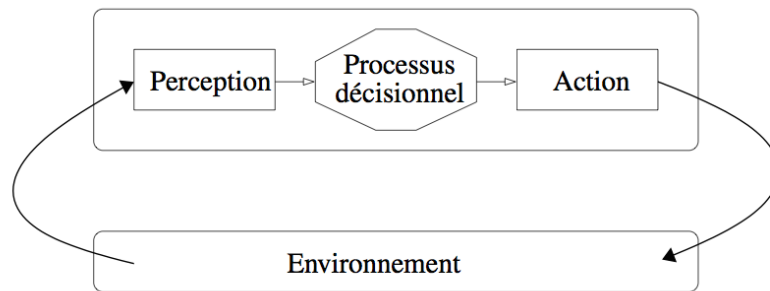 Perception
Processus
décisionnel
Action
Environnement